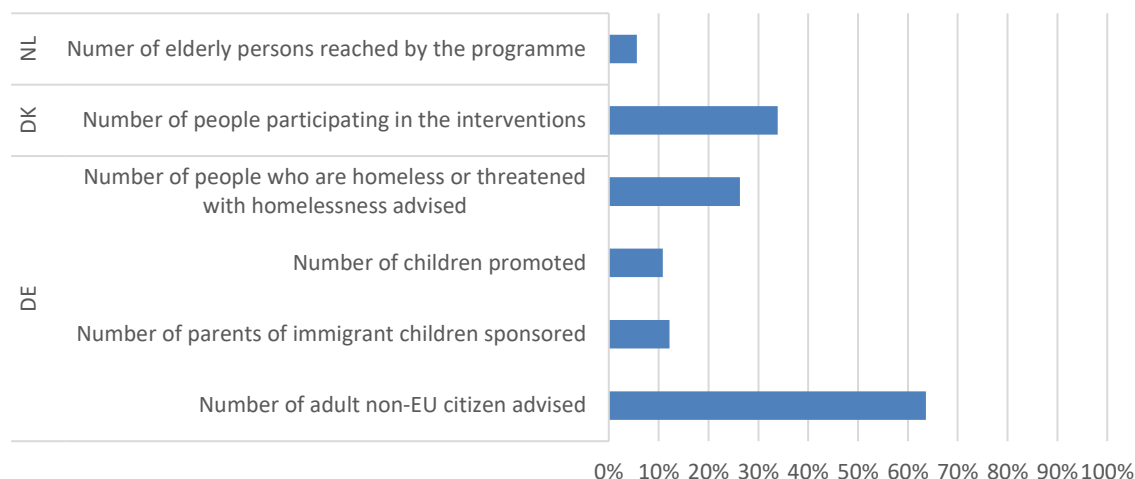 NL
Numer of elderly persons reached by the programme
DK
Number of people participating in the interventions
DE
Number of people who are homeless or threatened
with homelessness advised
Number of children promoted
Number of parents of immigrant children sponsored
Number of adult non-EU citizen advised
0% 10% 20% 30% 40% 50% 60% 70% 80% 90% 100%